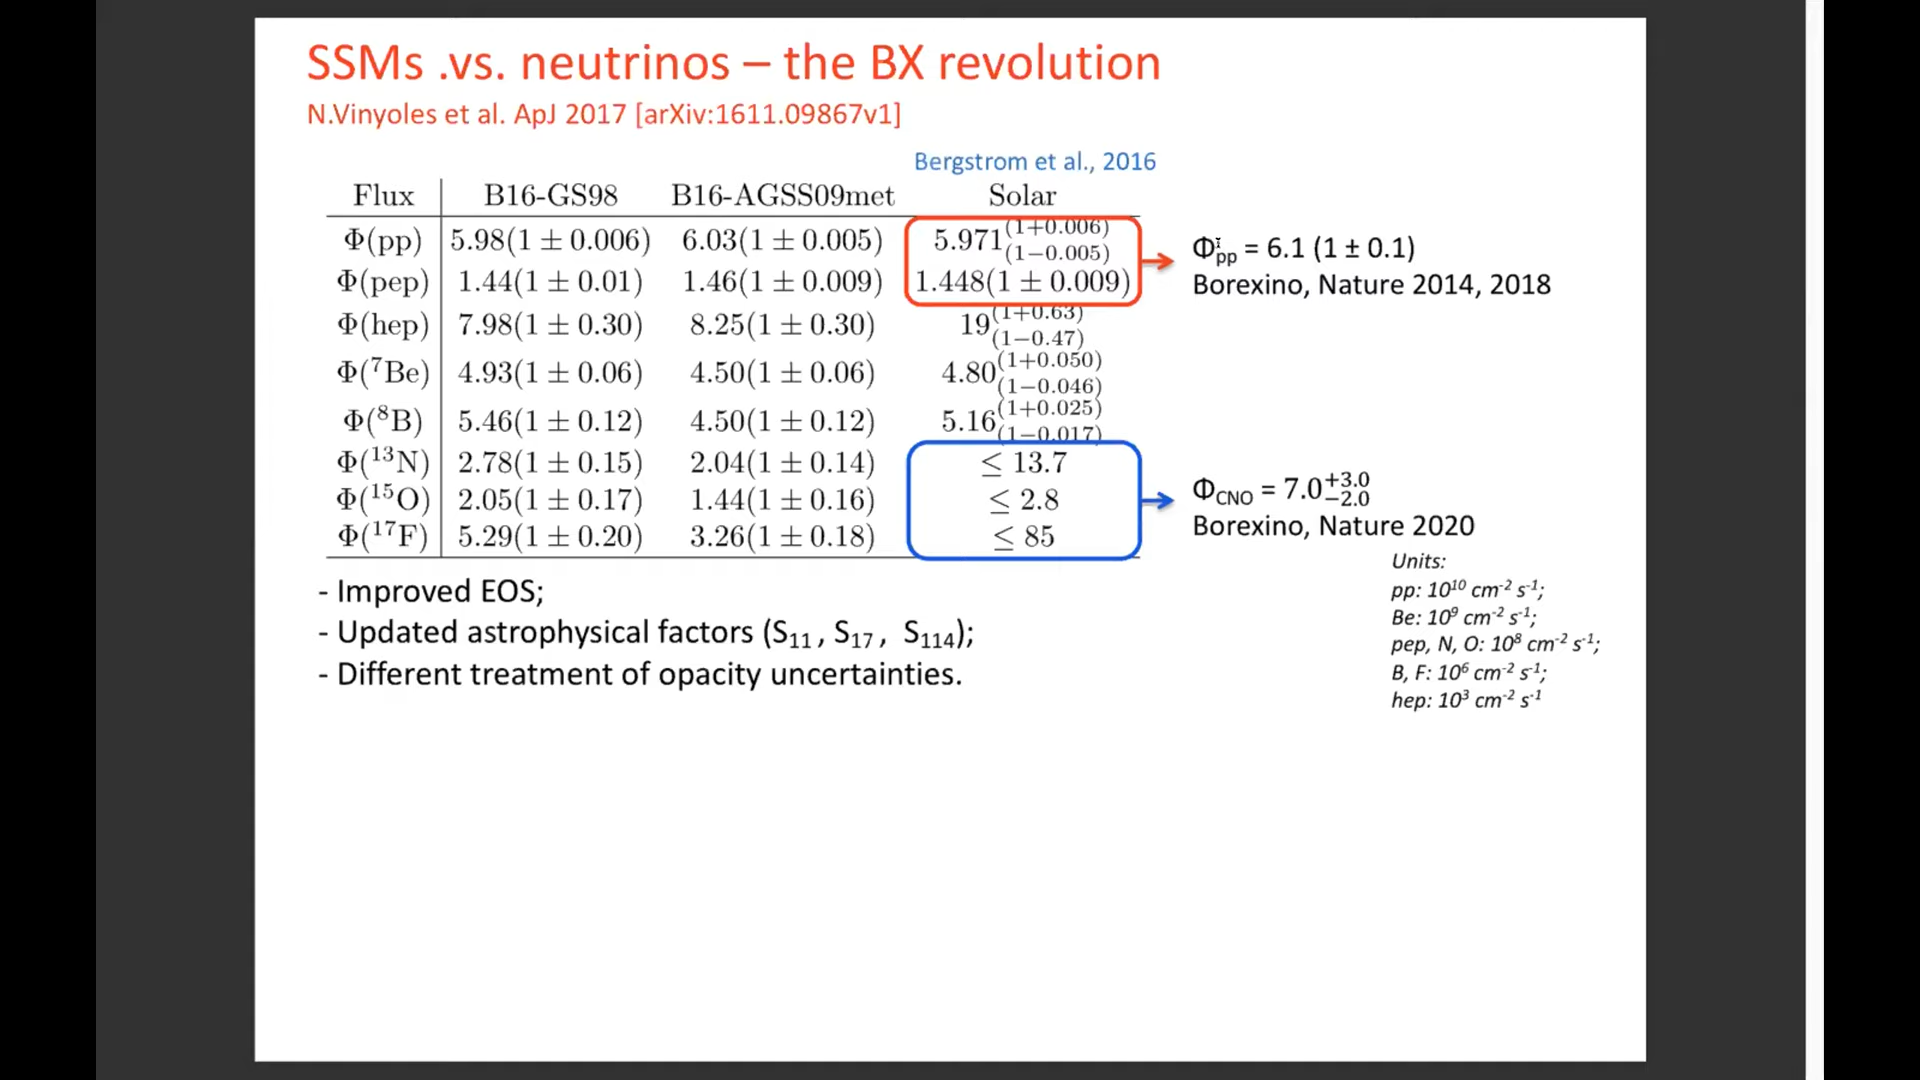 SSMs .vs. neutrinos – the BX revolution
N.Vinyoles et al. ApJ 2017 [arXiv:1611.09867v1]
Bergstrom et al., 2016
Flux B16-GS98 B16-AGSS09met Solar
Φ(pp) 5.98(1 ± 0.006) 6.03(1 ± 0.005) 5.971(1+0.006)(1−0.005)
Φ(pep) 1.44(1 ± 0.01) 1.46(1 ± 0.009) 1.448(1 ± 0.009)
Φ(hep) 7.98(1 ± 0.30) 8.25(1 ± 0.30) 19(1+0.63)(1−0.47)
Φ(⁷Be) 4.93(1 ± 0.06) 4.50(1 ± 0.06) 4.80(1+0.050)(1−0.046)
Φ(⁸B) 5.46(1 ± 0.12) 4.50(1 ± 0.12) 5.16(1+0.025)(1−0.017)
Φ(¹³N) 2.78(1 ± 0.15) 2.04(1 ± 0.14) ≤ 13.7
Φ(¹⁵O) 2.05(1 ± 0.17) 1.44(1 ± 0.16) ≤ 2.8
Φ(¹⁷F) 5.29(1 ± 0.20) 3.26(1 ± 0.18) ≤ 85
Φpp = 6.1 (1 ± 0.1)
Borexino, Nature 2014, 2018
ΦCNO = 7.0+3.0−2.0
Borexino, Nature 2020
Units:
pp: 10¹⁰ cm⁻² s⁻¹;
Be: 10⁹ cm⁻² s⁻¹;
pep, N, O: 10⁸ cm⁻² s⁻¹;
B, F: 10⁶ cm⁻² s⁻¹;
hep: 10³ cm⁻² s⁻¹
- Improved EOS;
- Updated astrophysical factors (S₁₁, S₁₇, S₁₁₄);
- Different treatment of opacity uncertainties.